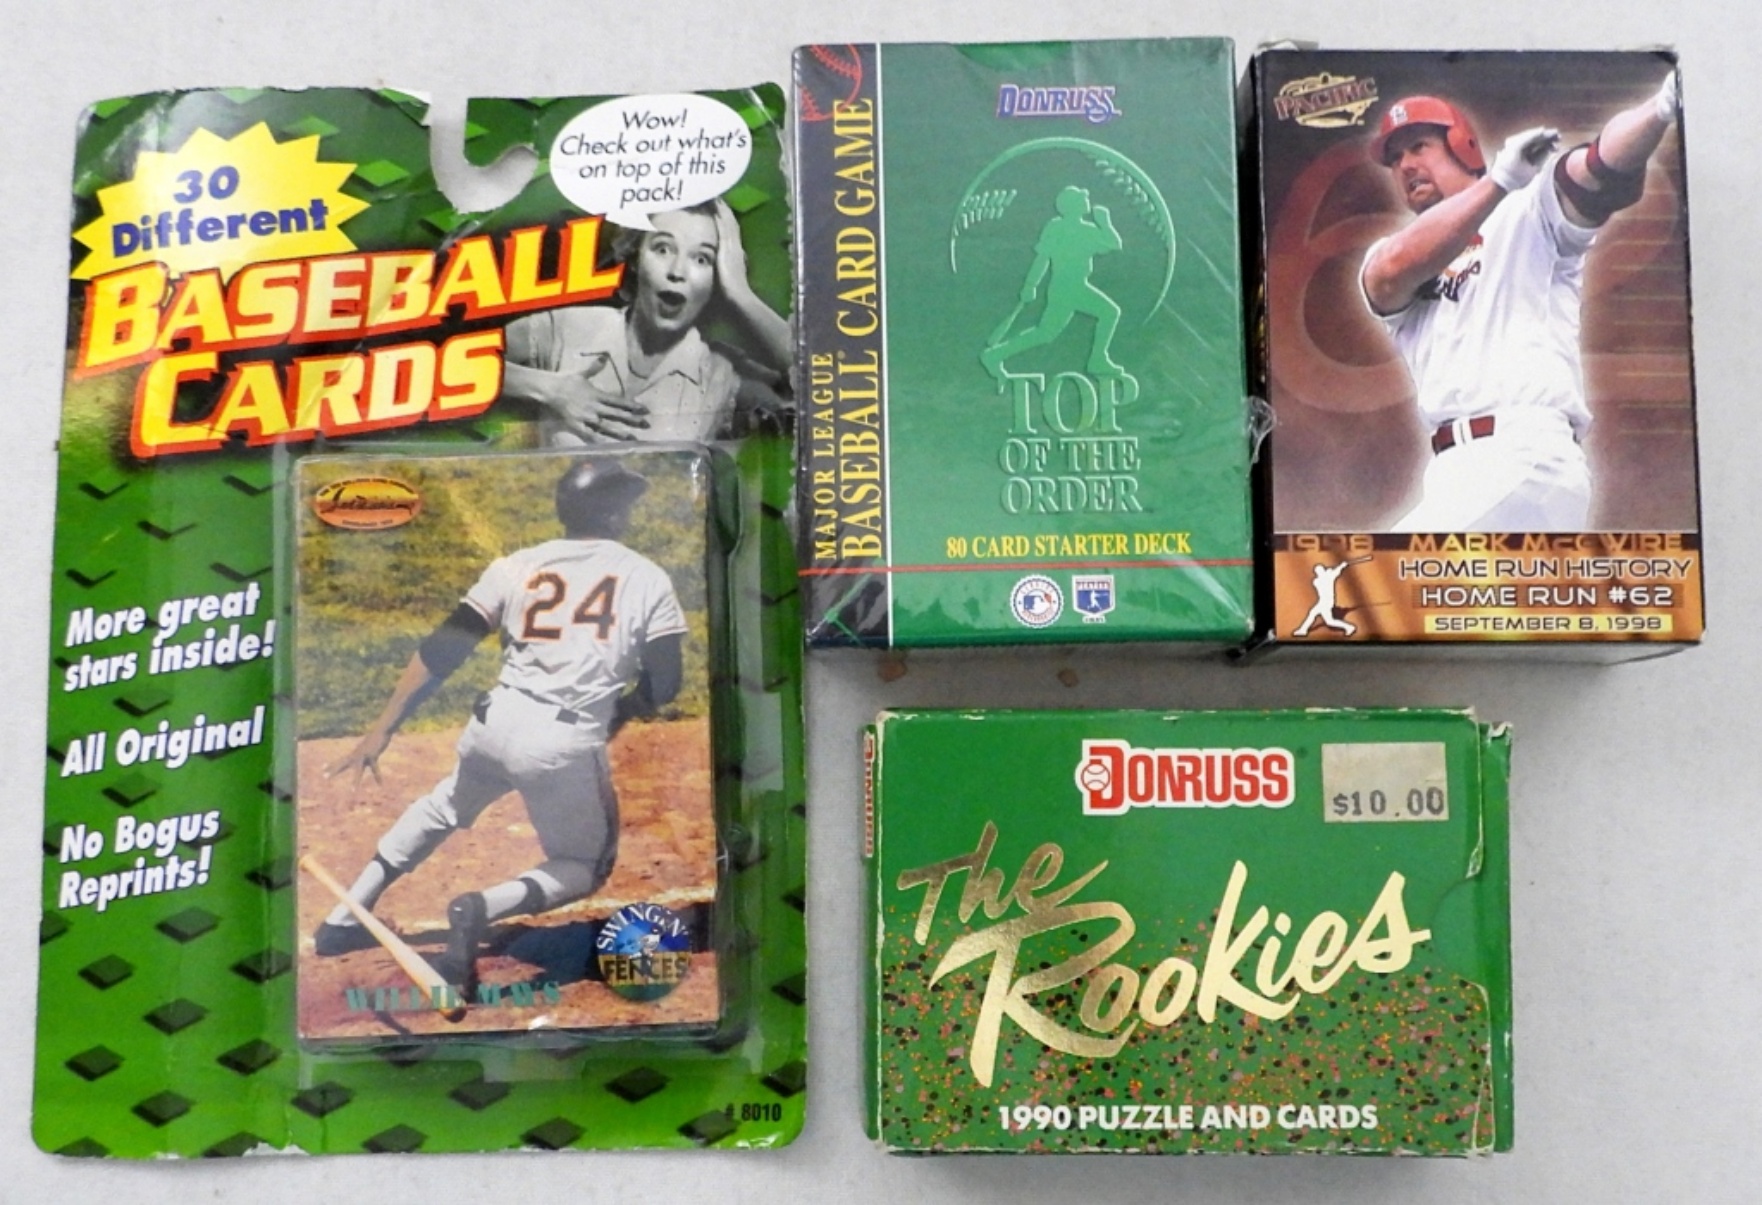 30
Different
BASEBALL
CARDS
Wow!
Check out what's
on top of this
pack!
More great
stars inside!
All Original
No Bogus
Reprints!
24
SWINGIN'
FENCES
WILLIE MAYS
# 8010
MAJOR LEAGUE
BASEBALL CARD GAME
DONRUSS
TOP
OF THE
ORDER
80 CARD STARTER DECK
PACIFIC
1998 MARK McGWIRE
HOME RUN HISTORY
HOME RUN #62
SEPTEMBER 8, 1998
DONRUSS
DONRUSS
$10.00
The
Rookies
1990 PUZZLE AND CARDS